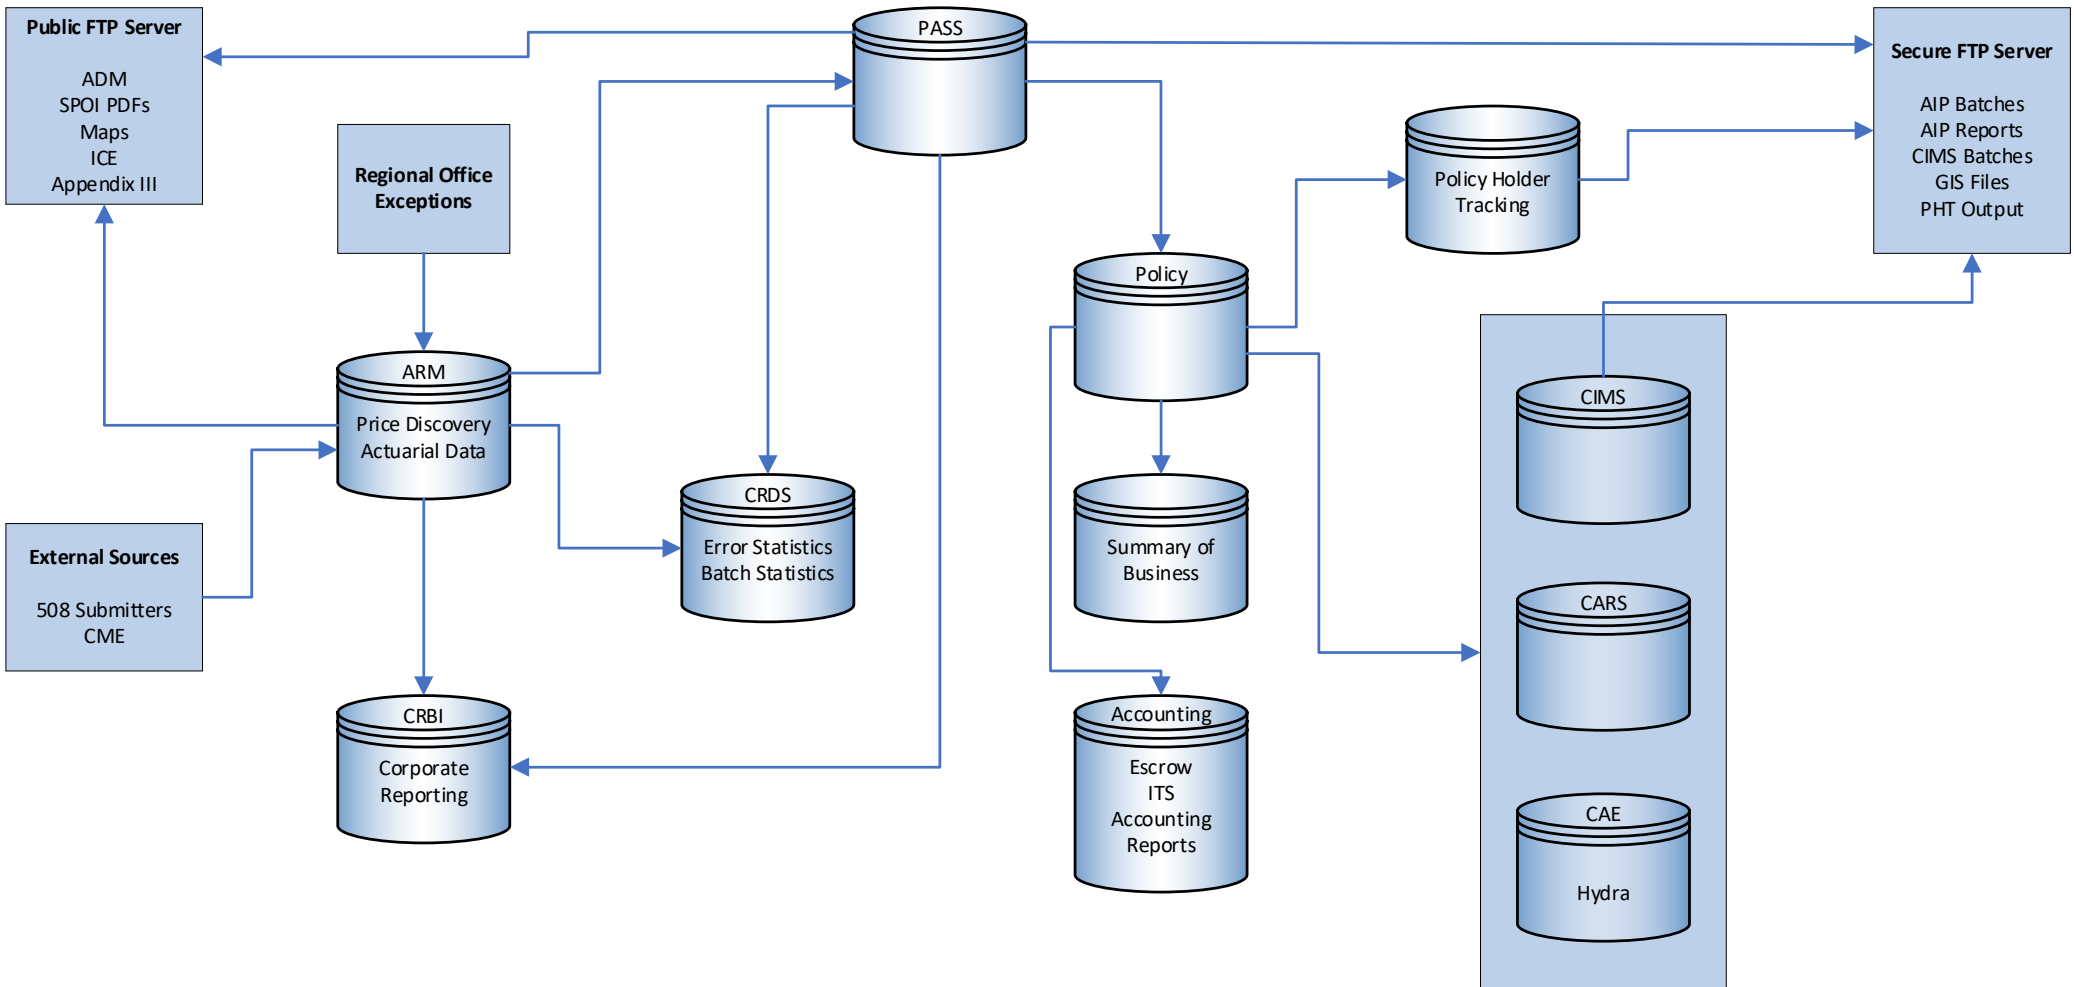 Public FTP Server
ADM
SPOI PDFs
Maps
ICE
Appendix III
PASS
Secure FTP Server
AIP Batches
AIP Reports
CIMS Batches
GIS Files
PHT Output
Regional Office
Exceptions
Policy Holder
Tracking
Policy
ARM
Price Discovery
Actuarial Data
CIMS
CRDS
Error Statistics
Batch Statistics
Summary of
Business
External Sources
508 Submitters
CME
CARS
CRBI
Corporate
Reporting
Accounting
Escrow
ITS
Accounting
Reports
CAE
Hydra